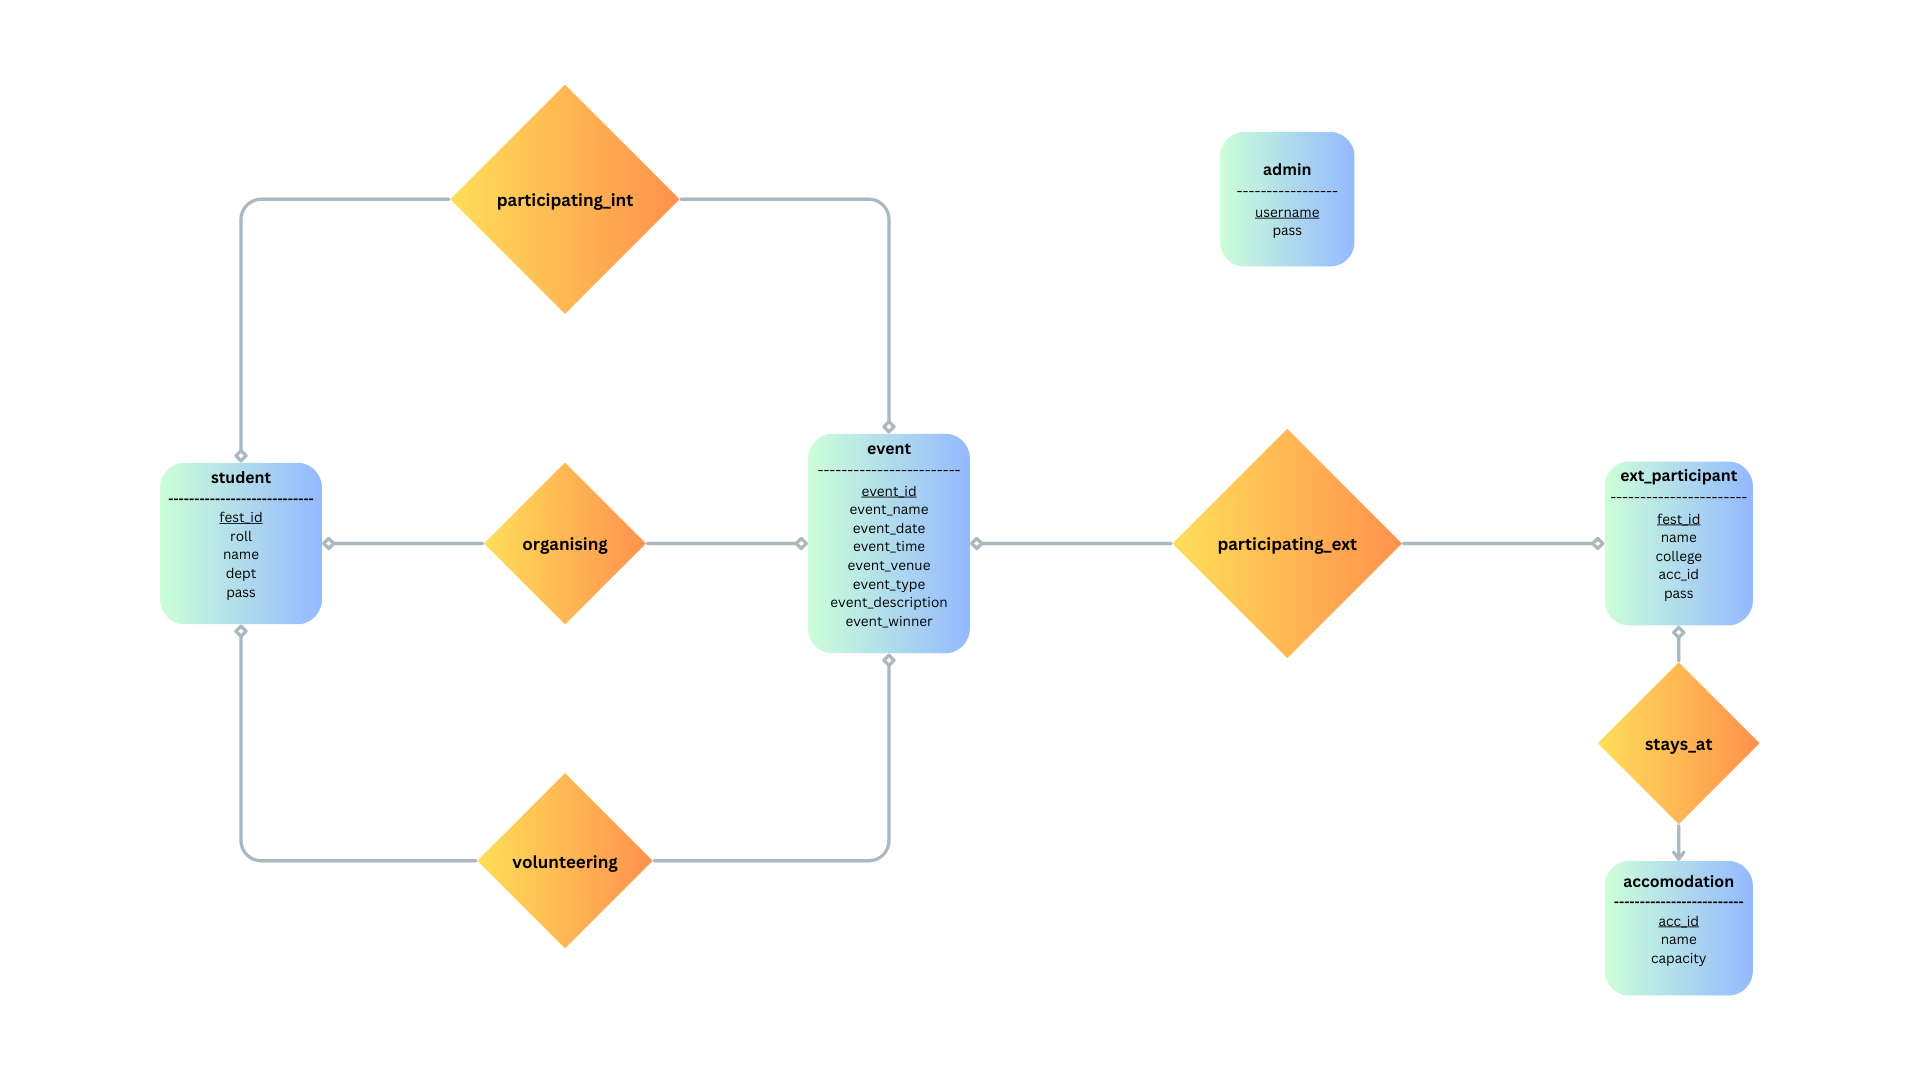 participating_int
admin
-----------------
username
pass
student
----------------------------
fest_id
roll
name
dept
pass
organising
event
------------------------
event_id
event_name
event_date
event_time
event_venue
event_type
event_description
event_winner
participating_ext
ext_participant
-----------------------
fest_id
name
college
acc_id
pass
stays_at
volunteering
accomodation
-------------------------
acc_id
name
capacity